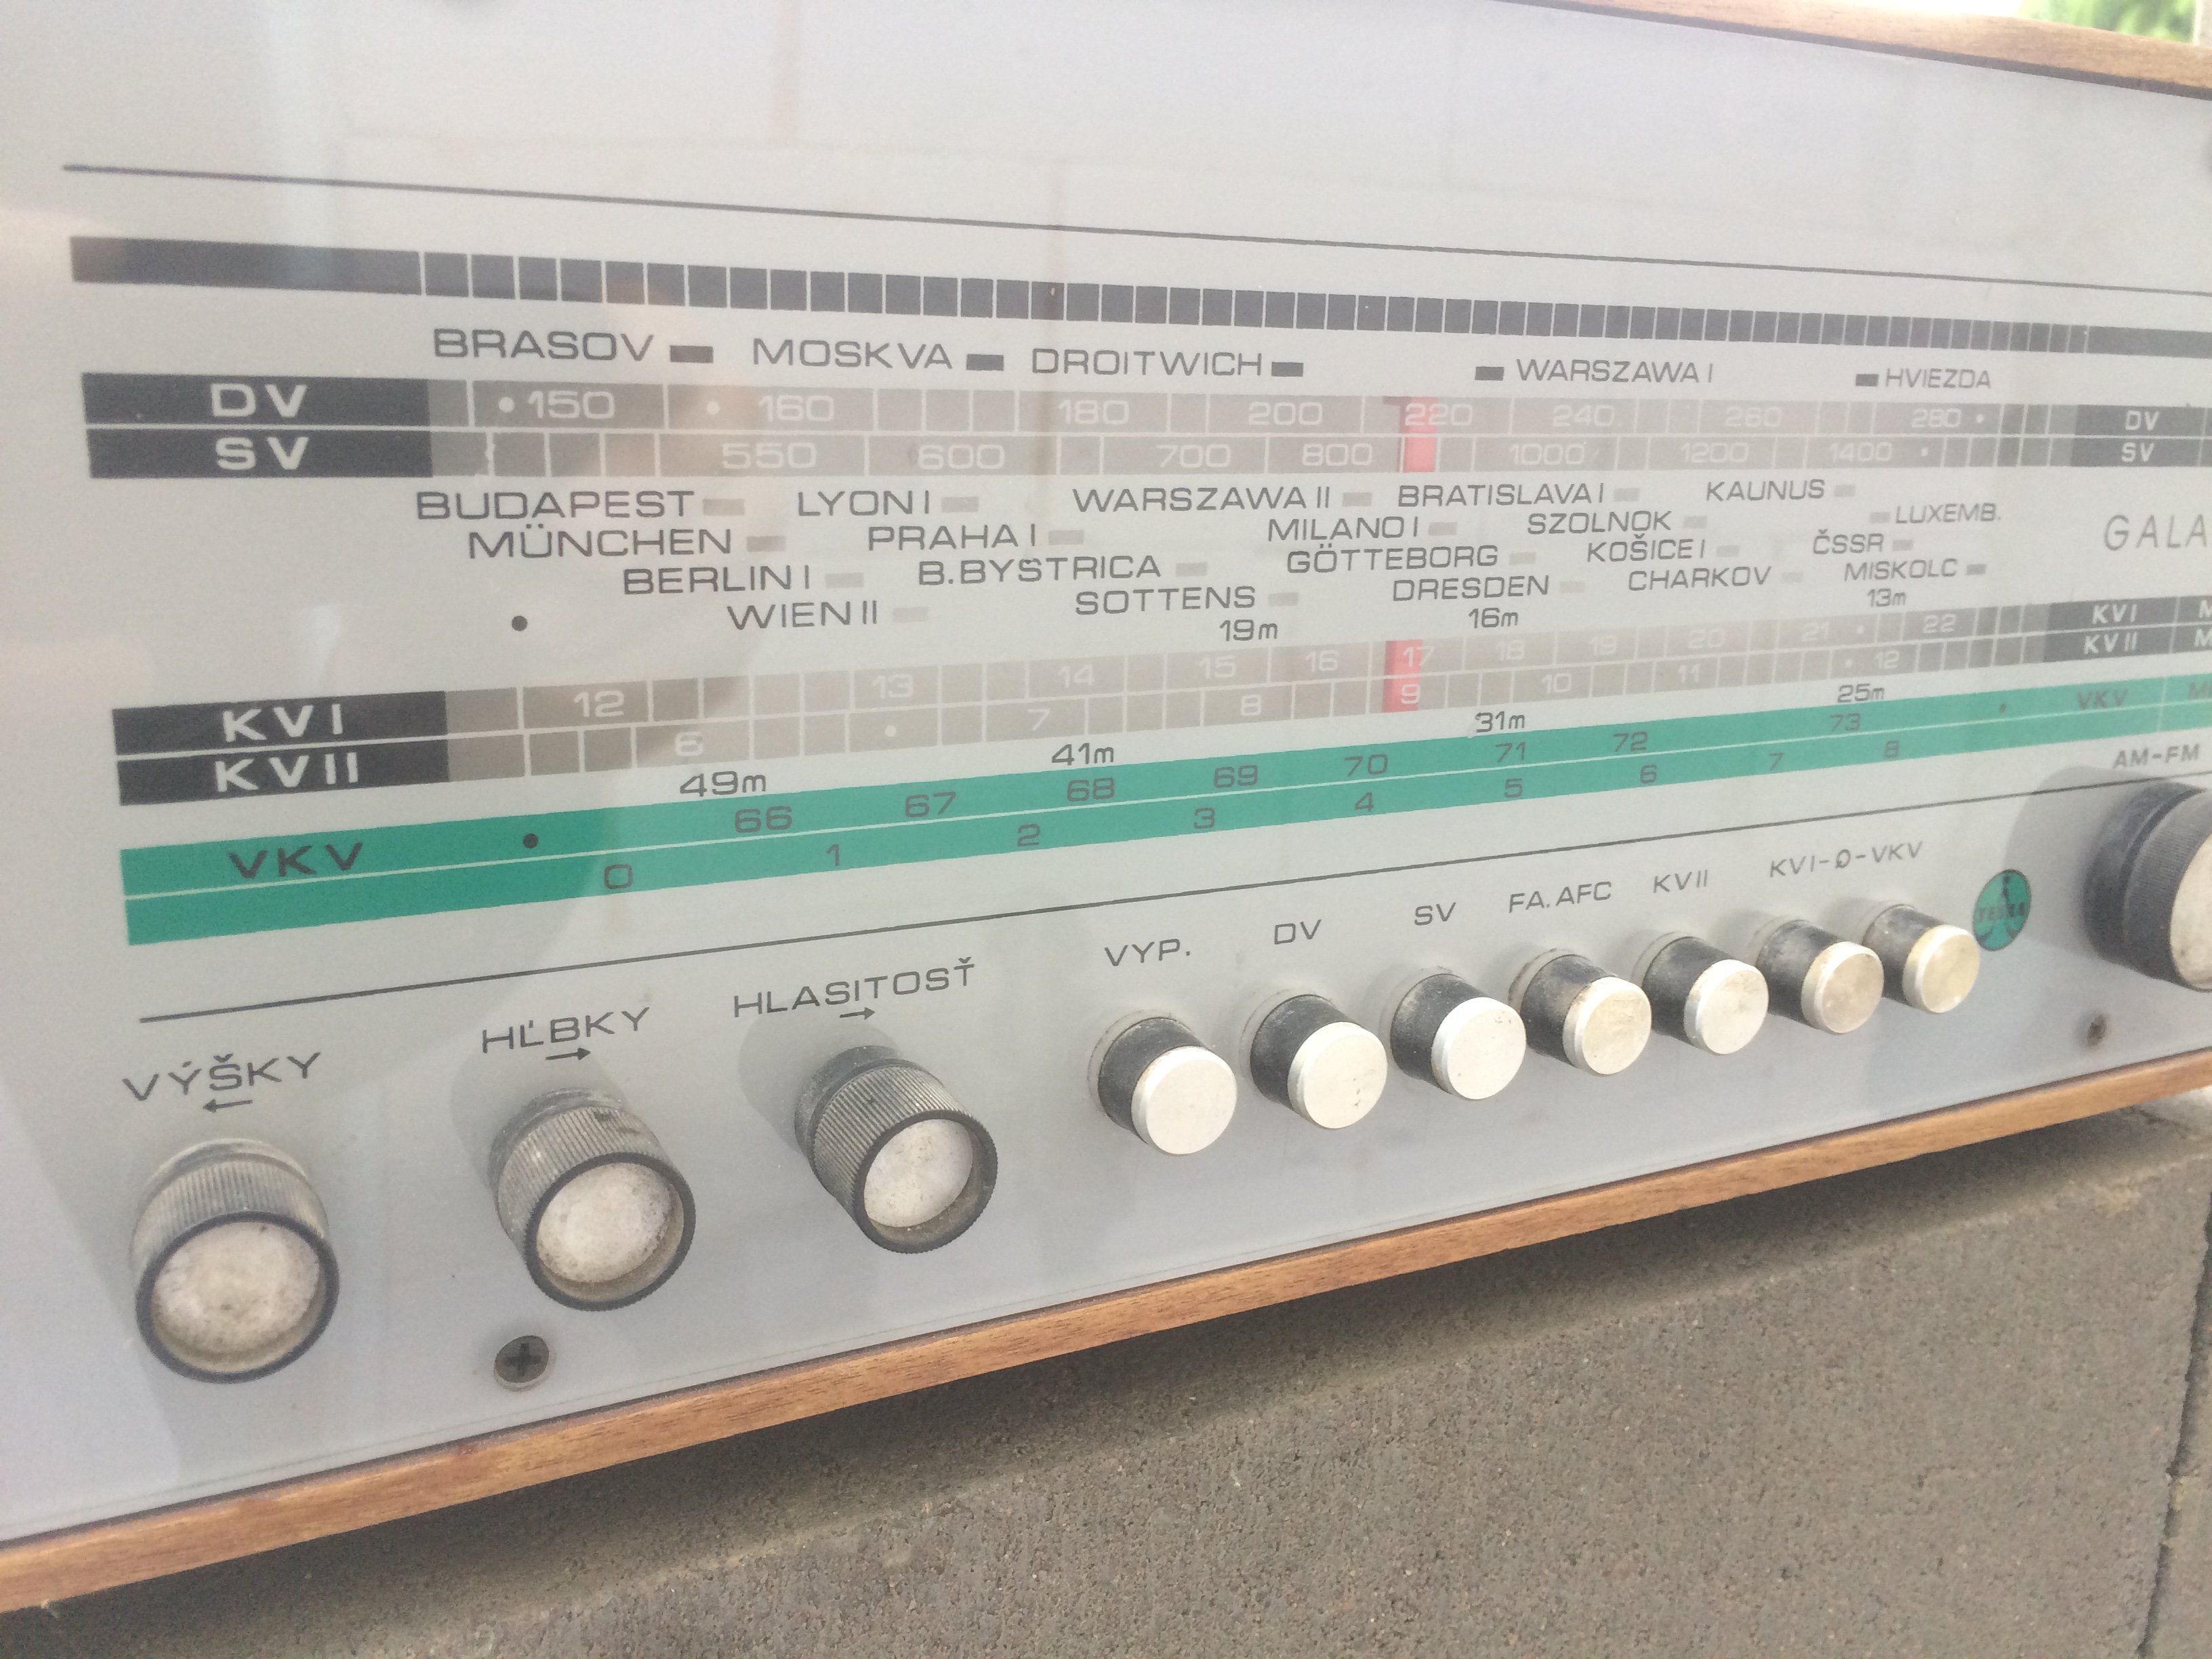 BRASOV MOSKVA DROITWICH WARSZAWA I HVIEZDA
DV 150 160 180 200 220 240 260 280 DV
SV 550 600 700 800 1000 1200 1400 SV
BUDAPEST LYON I WARSZAWA II BRATISLAVA I KAUNUS
MÜNCHEN PRAHA I MILANO I SZOLNOK LUXEMB.
BERLIN I B.BYSTRICA GÖTTEBORG KOŠICE I ČSSR
WIEN II SOTTENS DRESDEN CHARKOV MISKOLC
GALA
19m 16m 13m
KV I 12 13 14 15 16 17 18 19 20 21 22 KV I
KV II 6 7 8 9 10 11 12 KV II
49m 41m 31m 25m
VKV 66 67 68 69 70 71 72 73 VKV
0 1 2 3 4 5 6 7 8
AM-FM
VÝŠKY HĽBKY HLASITOSŤ VYP. DV SV FA.AFC KV II KV I-O-VKV
TESLA